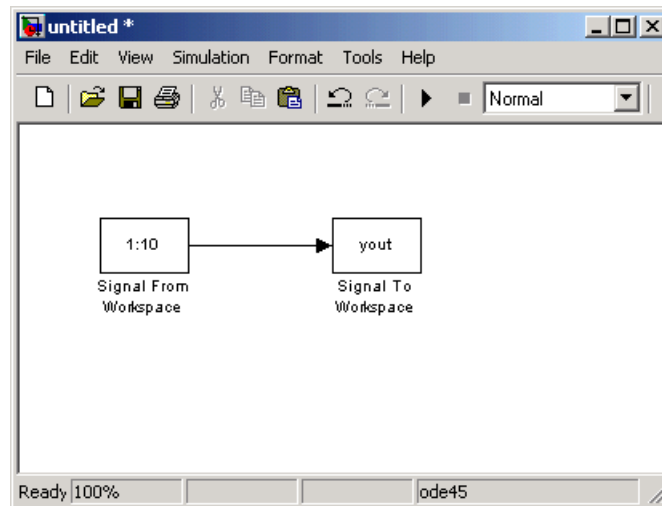 untitled *
File Edit View Simulation Format Tools Help
Normal
1:10 yout
Signal From Workspace
Signal To Workspace
Ready 100% ode45